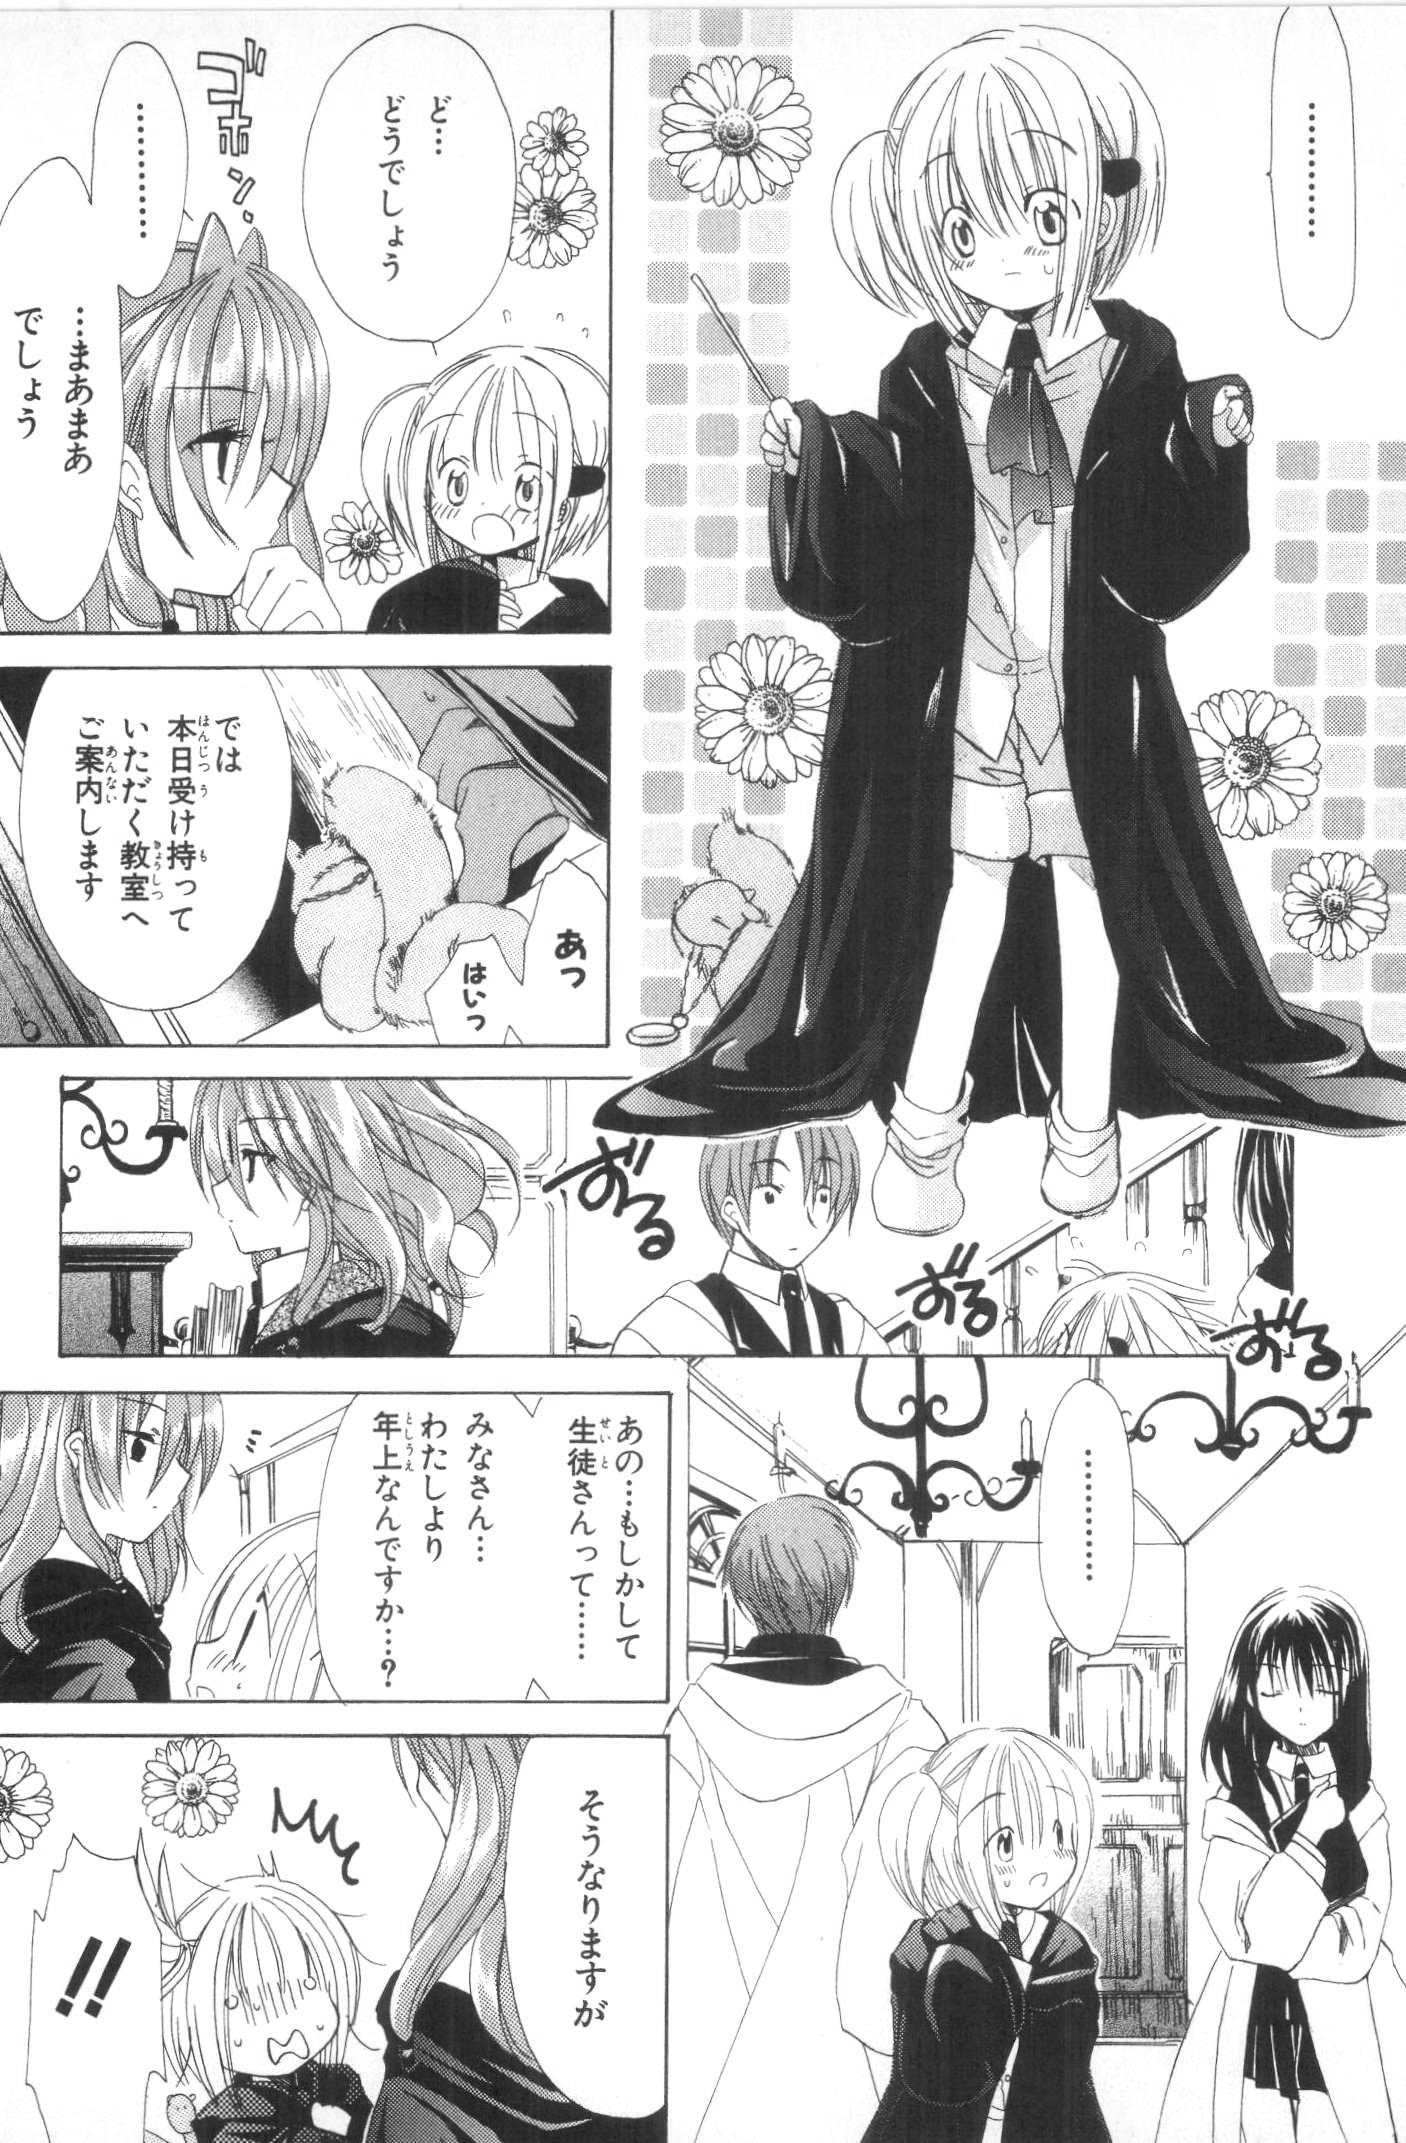 …………
ど…
どうでしょう
ゴホン。
…………
…まあまあ
でしょう
では
本日受け持って
いただく教室へ
ご案内します
あっ
はいっ
ずる
ずる
ずる
…………
あの…もしかして
生徒さんって……
みなさん…
わたしより
年上なんですか…？
そうなりますが
!!